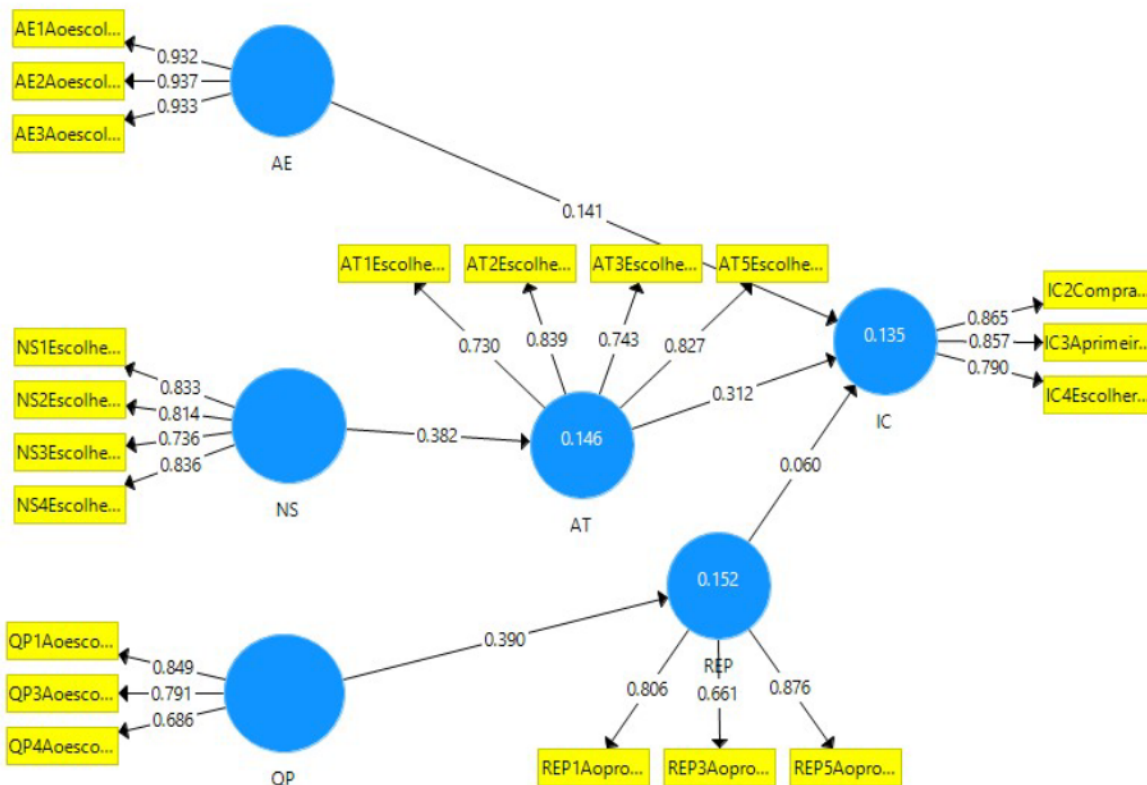 AE1Aoescol...
0.932
AE2Aoescol...
0.937
AE3Aoescol...
0.933
AE
0.141
AT1Escolhe...
AT2Escolhe...
AT3Escolhe...
AT5Escolhe...
0.730
0.839
0.743
0.827
0.135
IC
IC2Compra...
0.865
IC3Aprimeir...
0.857
IC4Escolher...
0.790
NS1Escolhe...
0.833
NS2Escolhe...
0.814
NS3Escolhe...
0.736
NS4Escolhe...
0.836
NS
0.382
0.146
AT
0.312
0.060
0.152
REP
0.390
QP1Aoesco...
0.849
QP3Aoesco...
0.791
QP4Aoesco...
0.686
QP
0.806
0.661
0.876
REP1Aopro...
REP3Aopro...
REP5Aopro...